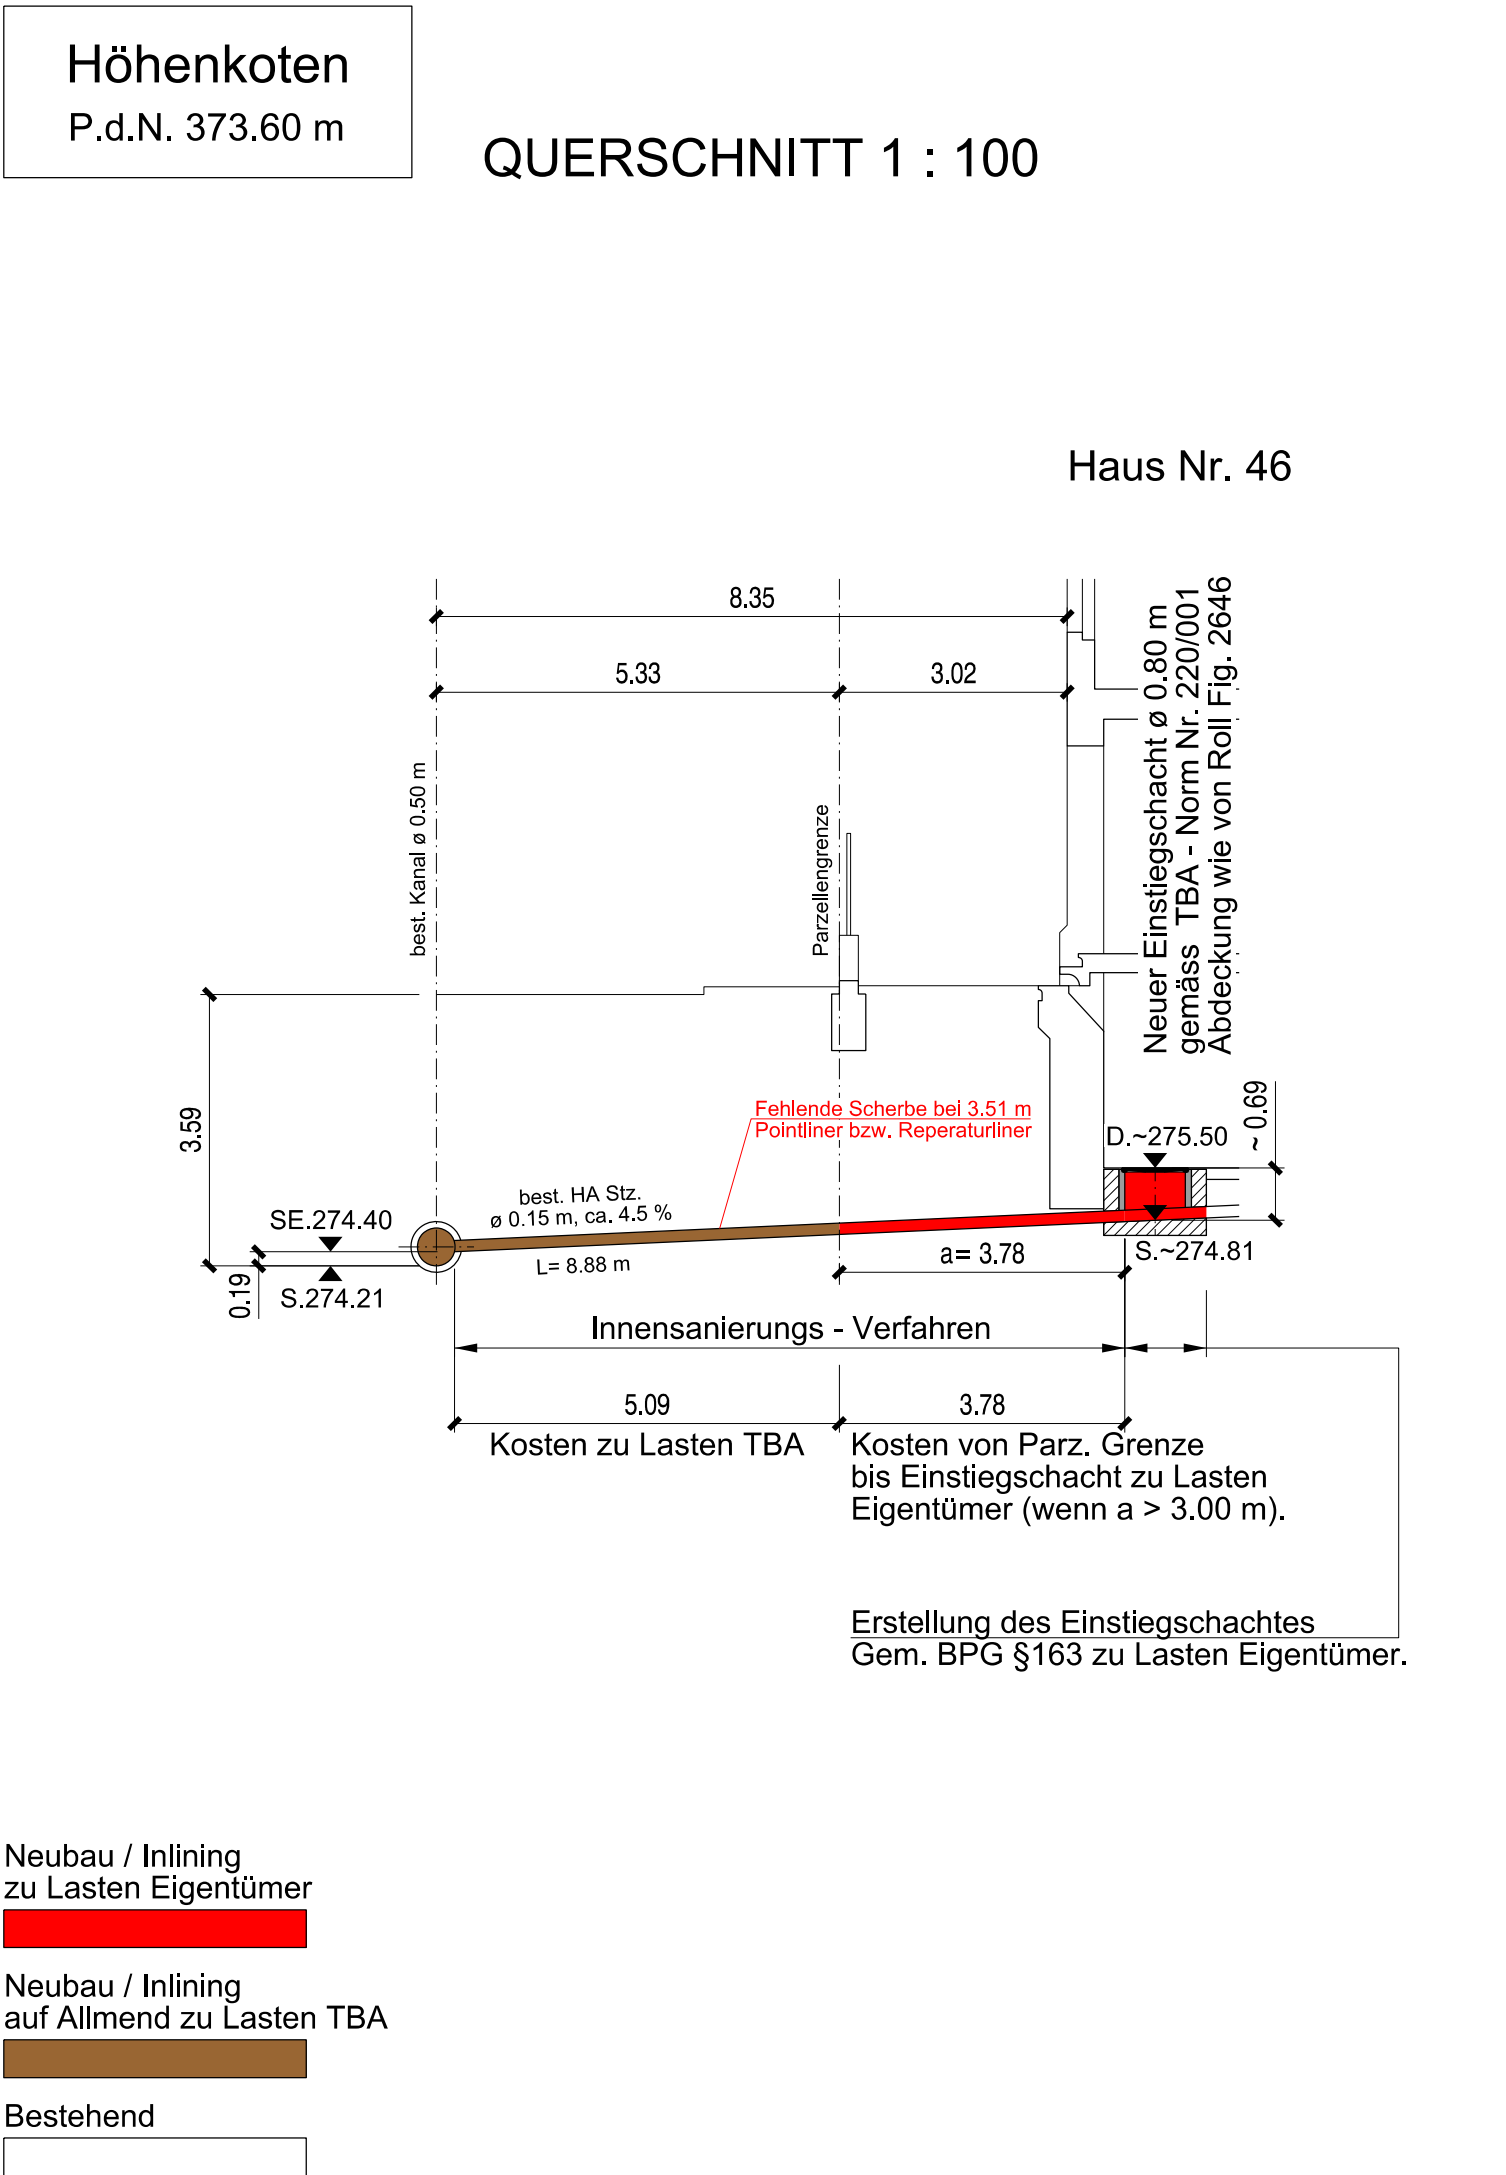 Höhenkoten
P.d.N. 373.60 m
QUERSCHNITT 1 : 100
Haus Nr. 46
8.35
5.33
3.02
best. Kanal ø 0.50 m
Parzellengrenze
Neuer Einstiegschacht ø 0.80 m
gemäss TBA - Norm Nr. 220/001
Abdeckung wie von Roll Fig. 2646
3.59
Fehlende Scherbe bei 3.51 m
Pointliner bzw. Reperaturliner
D.~275.50
~ 0.69
best. HA Stz.
ø 0.15 m, ca. 4.5 %
SE.274.40
L= 8.88 m
a= 3.78
S.~274.81
0.19
S.274.21
Innensanierungs - Verfahren
5.09
3.78
Kosten zu Lasten TBA
Kosten von Parz. Grenze
bis Einstiegschacht zu Lasten
Eigentümer (wenn a > 3.00 m).
Erstellung des Einstiegschachtes
Gem. BPG §163 zu Lasten Eigentümer.
Neubau / Inlining
zu Lasten Eigentümer
Neubau / Inlining
auf Allmend zu Lasten TBA
Bestehend